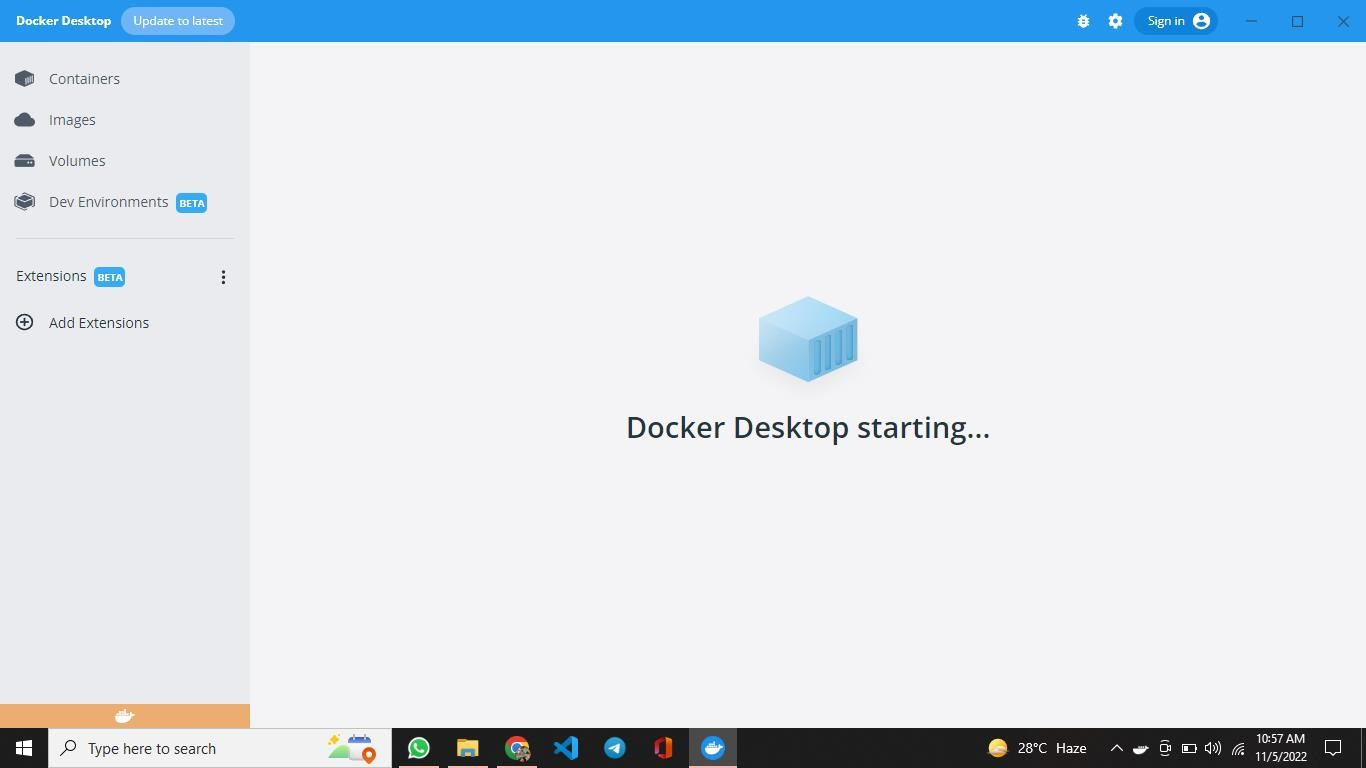 Docker Desktop
Update to latest
Sign in
Containers
Images
Volumes
Dev Environments BETA
Extensions BETA
Add Extensions
Docker Desktop starting...
Type here to search
28°C Haze
10:57 AM
11/5/2022